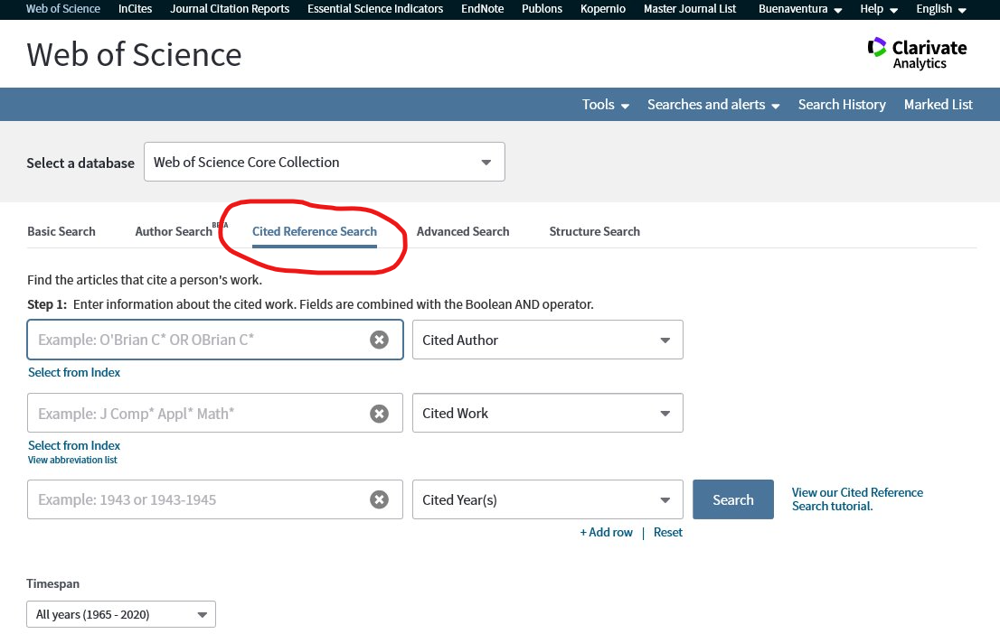 Web of Science InCites Journal Citation Reports Essential Science Indicators EndNote Publons Kopernio Master Journal List Buenaventura Help English
Web of Science
Clarivate
Analytics
Tools Searches and alerts Search History Marked List
Select a database Web of Science Core Collection
Basic Search Author Search BETA Cited Reference Search Advanced Search Structure Search
Find the articles that cite a person's work.
Step 1: Enter information about the cited work. Fields are combined with the Boolean AND operator.
Example: O'Brian C* OR OBrian C* Cited Author
Select from Index
Example: J Comp* Appl* Math* Cited Work
Select from Index
View abbreviation list
Example: 1943 or 1943-1945 Cited Year(s) Search
View our Cited Reference
Search tutorial.
+ Add row | Reset
Timespan
All years (1965 - 2020)